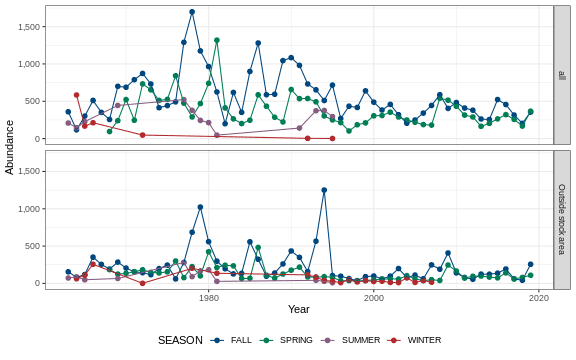 1,500
1,000
500
0
all
1,500
1,000
500
0
Outside stock area
Abundance
1980
2000
2020
Year
SEASON FALL SPRING SUMMER WINTER